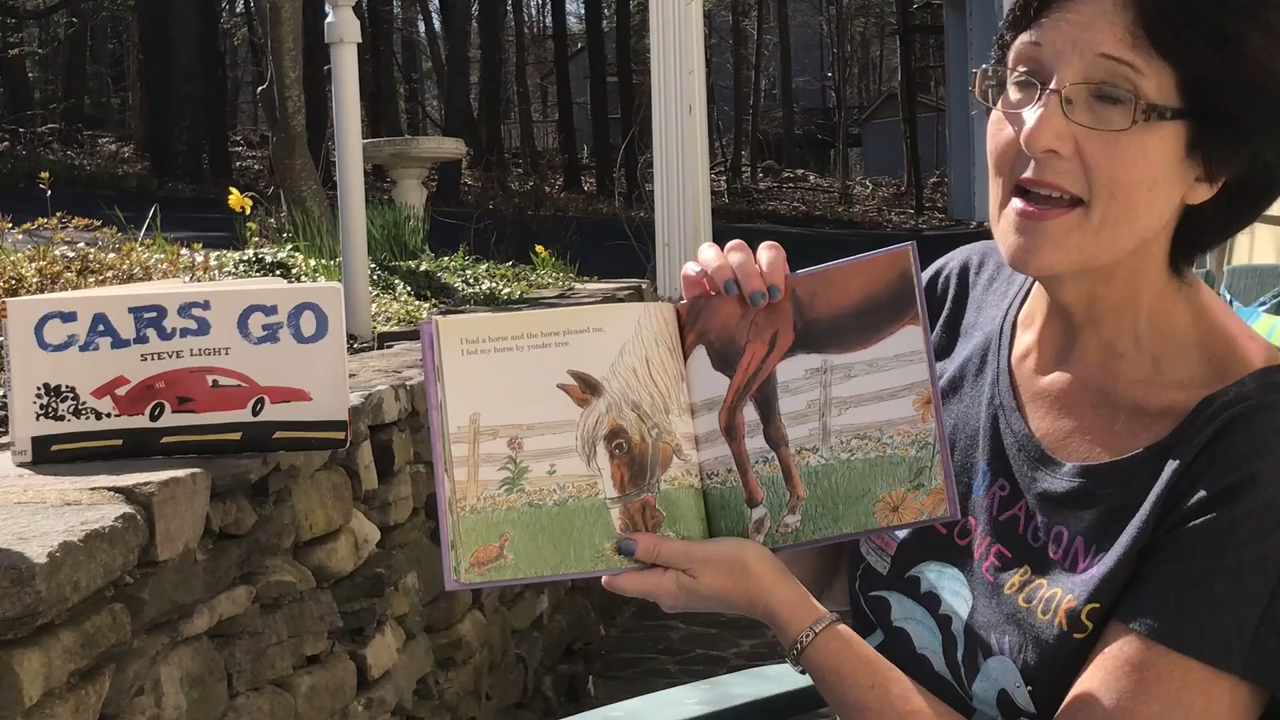 CARS GO
STEVE LIGHT
I had a horse and the horse pleased me,
I fed my horse by yonder tree.
DRAGONS
LOVE
BOOKS